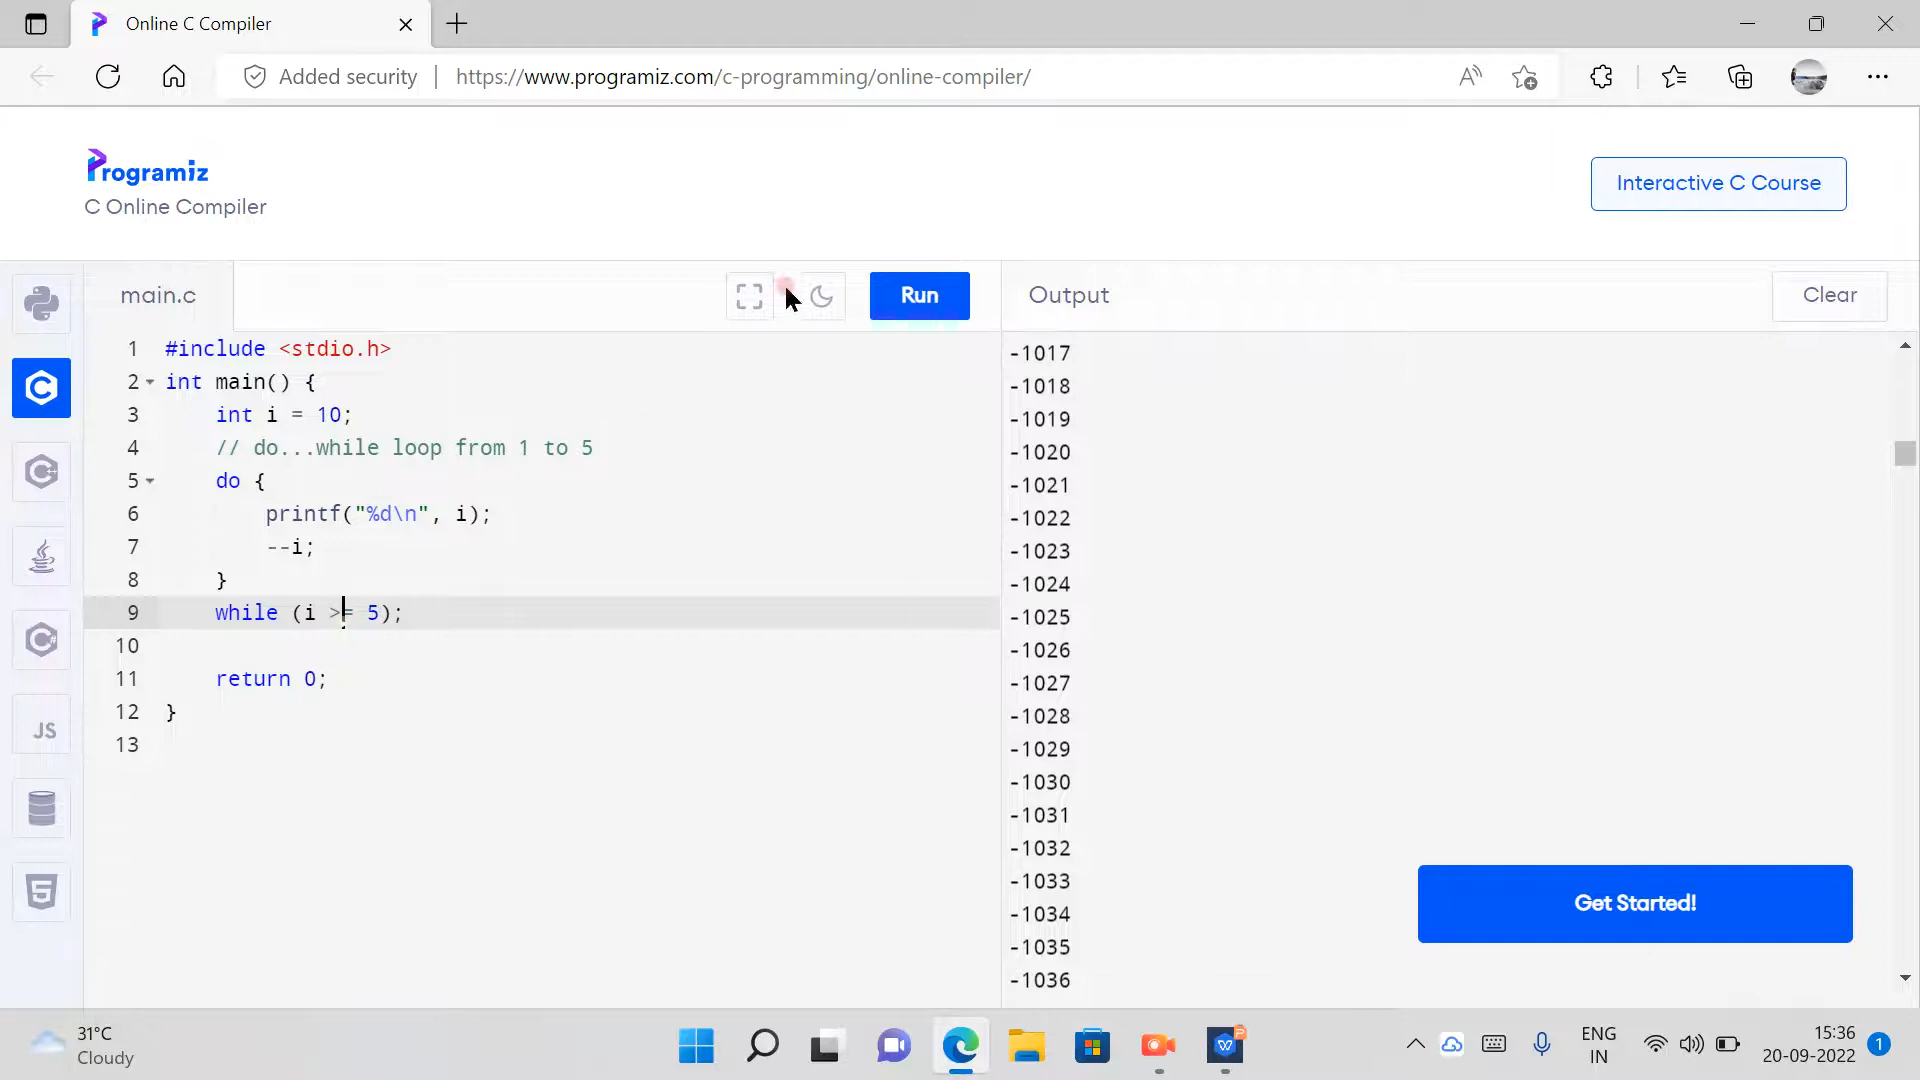 Online C Compiler
Added security
https://www.programiz.com/c-programming/online-compiler/
Programiz
C Online Compiler
Interactive C Course
main.c
Run
Output
Clear
1 #include <stdio.h>
2 int main() {
3 int i = 10;
4 // do...while loop from 1 to 5
5 do {
6 printf("%d\n", i);
7 --i;
8 }
9 while (i >= 5);
10
11 return 0;
12 }
13
-1017
-1018
-1019
-1020
-1021
-1022
-1023
-1024
-1025
-1026
-1027
-1028
-1029
-1030
-1031
-1032
-1033
-1034
-1035
-1036
JS
Get Started!
31°C
Cloudy
ENG
IN
15:36
20-09-2022
1